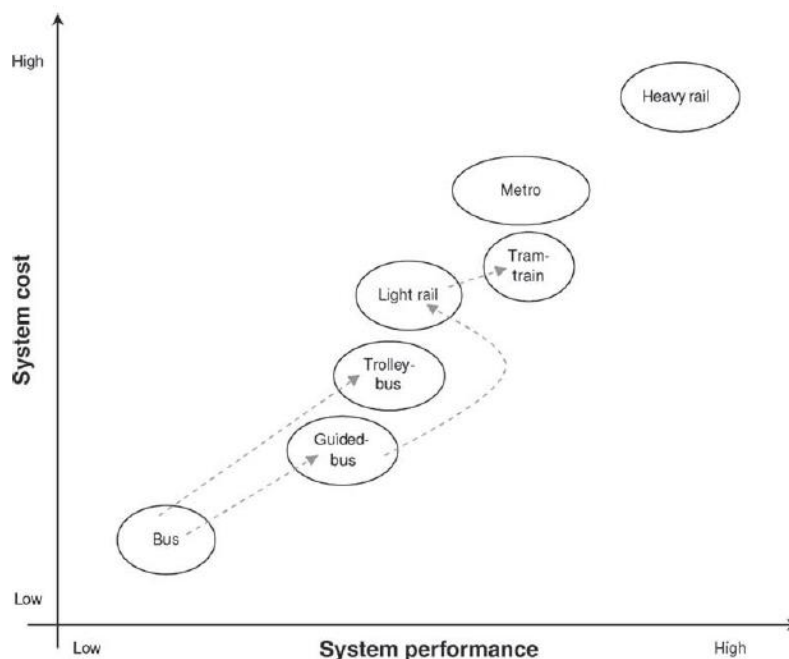 High
Heavy rail
Metro
Tram-
train
Light rail
System cost
Trolley-
bus
Guided-
bus
Bus
Low
Low
System performance
High